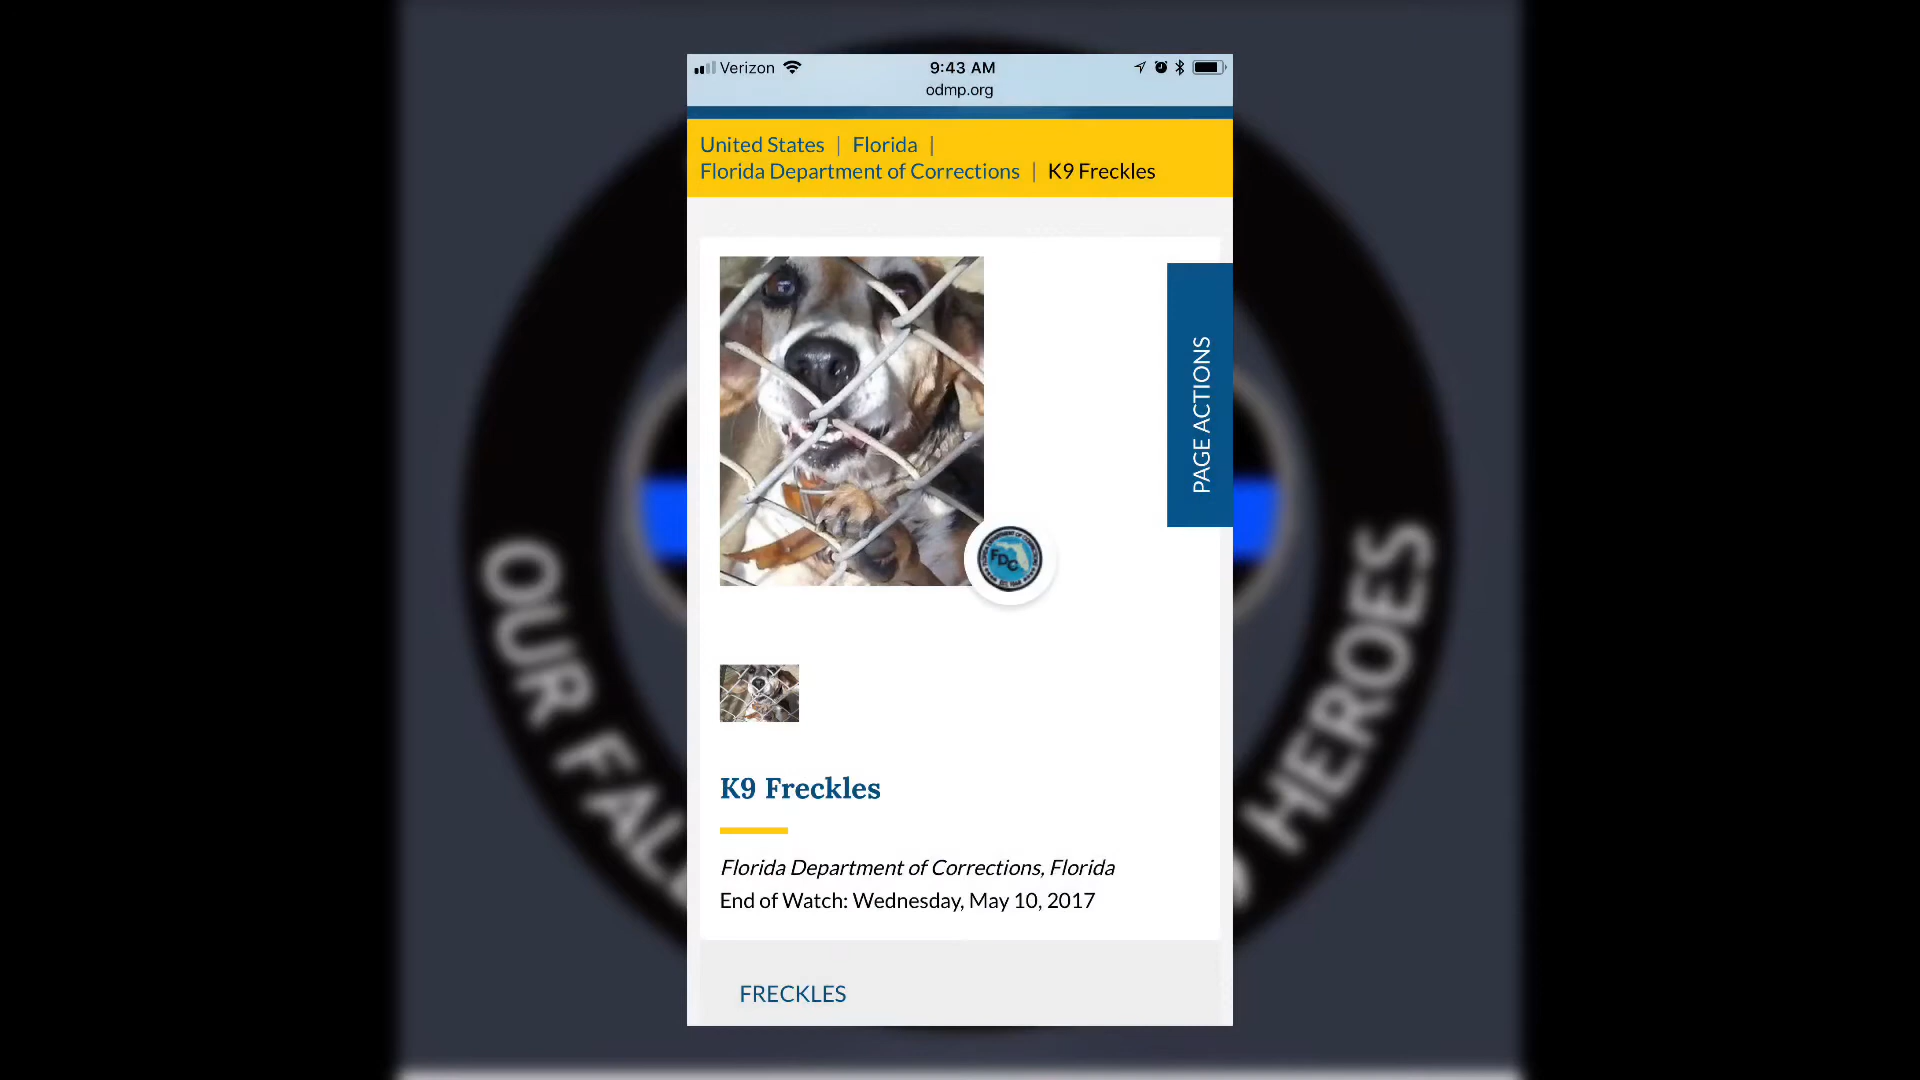 Verizon
9:43 AM
odmp.org
United States | Florida |
Florida Department of Corrections | K9 Freckles
PAGE ACTIONS
FDC
K9 Freckles
Florida Department of Corrections, Florida
End of Watch: Wednesday, May 10, 2017
FRECKLES
OUR FAL
HEROES